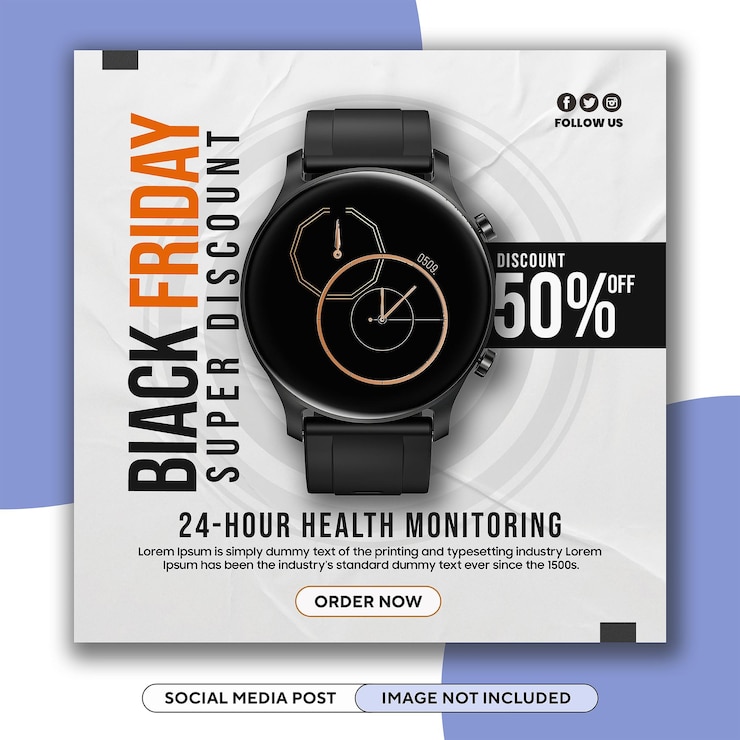 BIACK FRIDAY
SUPER DISCOUNT
FOLLOW US
0509.
DISCOUNT
50% OFF
24-HOUR HEALTH MONITORING
Lorem Ipsum is simply dummy text of the printing and typesetting industry Lorem
Ipsum has been the industry's standard dummy text ever since the 1500s.
ORDER NOW
SOCIAL MEDIA POST
IMAGE NOT INCLUDED